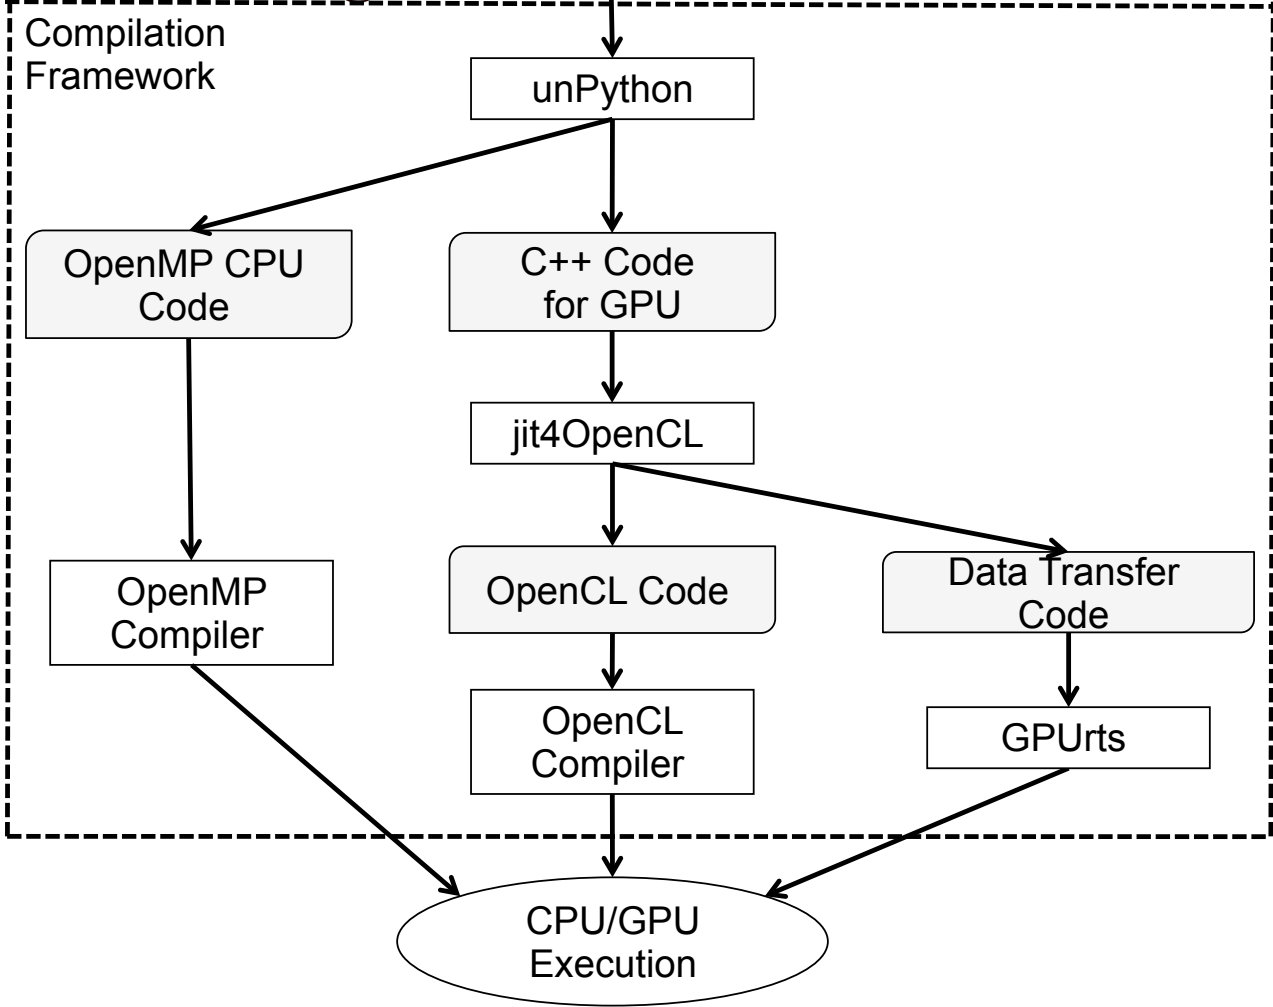 Compilation
Framework
unPython
OpenMP CPU
Code
C++ Code
for GPU
jit4OpenCL
OpenMP
Compiler
OpenCL Code
Data Transfer
Code
OpenCL
Compiler
GPUrts
CPU/GPU
Execution